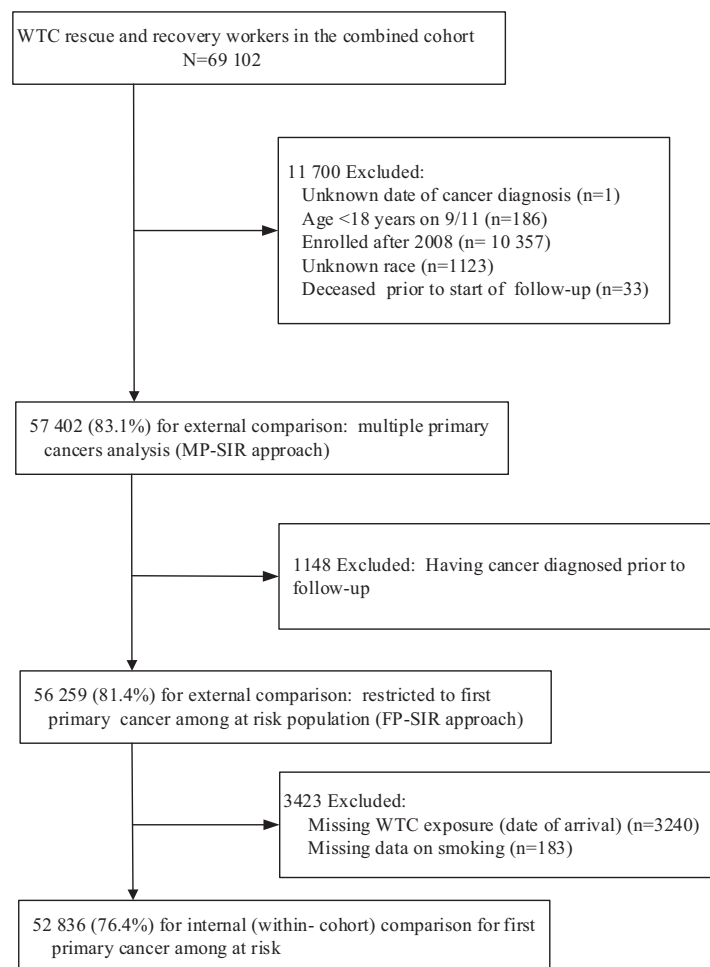 WTC rescue and recovery workers in the combined cohort
N=69 102
11 700 Excluded:
Unknown date of cancer diagnosis (n=1)
Age <18 years on 9/11 (n=186)
Enrolled after 2008 (n= 10 357)
Unknown race (n=1123)
Deceased prior to start of follow-up (n=33)
57 402 (83.1%) for external comparison: multiple primary
cancers analysis (MP-SIR approach)
1148 Excluded: Having cancer diagnosed prior to
follow-up
56 259 (81.4%) for external comparison: restricted to first
primary cancer among at risk population (FP-SIR approach)
3423 Excluded:
Missing WTC exposure (date of arrival) (n=3240)
Missing data on smoking (n=183)
52 836 (76.4%) for internal (within- cohort) comparison for first
primary cancer among at risk